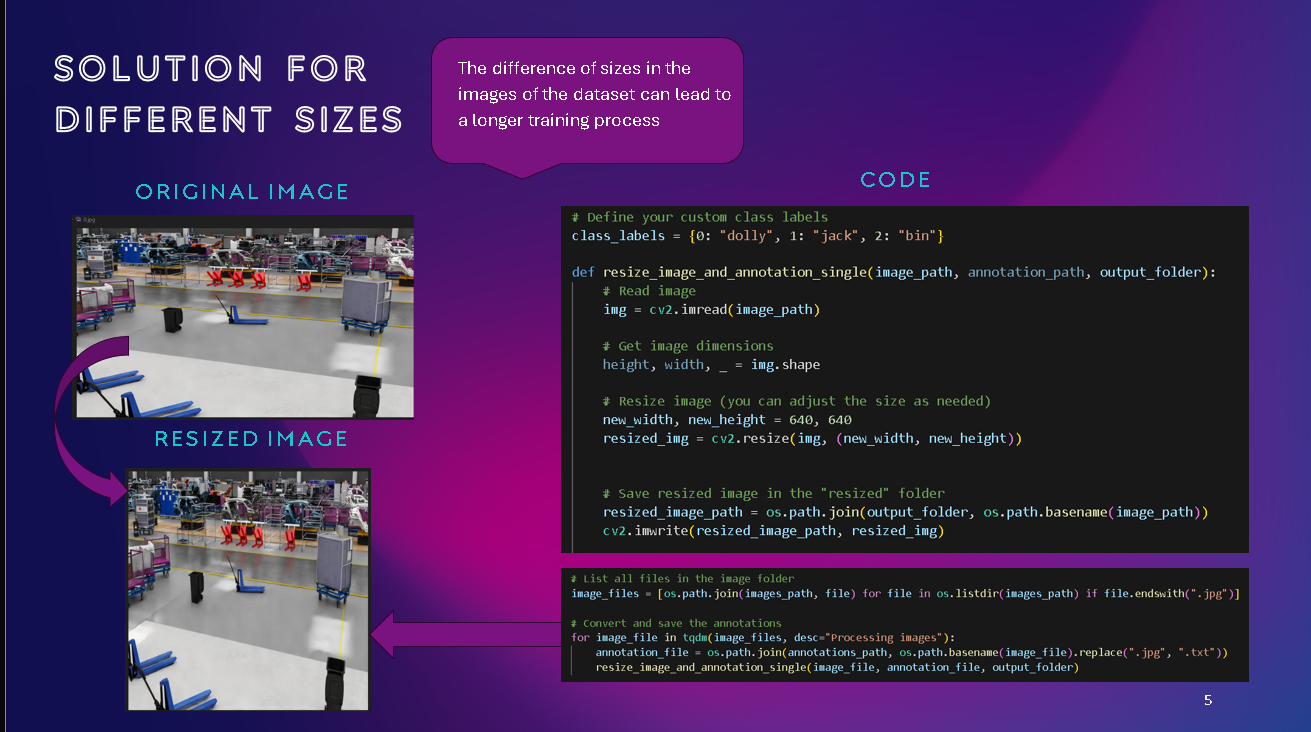 SOLUTION FOR
DIFFERENT SIZES
The difference of sizes in the
images of the dataset can lead to
a longer training process
ORIGINAL IMAGE
0.jpg
RESIZED IMAGE
CODE
# Define your custom class labels
class_labels = {0: "dolly", 1: "jack", 2: "bin"}
def resize_image_and_annotation_single(image_path, annotation_path, output_folder):
# Read image
img = cv2.imread(image_path)
# Get image dimensions
height, width, _ = img.shape
# Resize image (you can adjust the size as needed)
new_width, new_height = 640, 640
resized_img = cv2.resize(img, (new_width, new_height))
# Save resized image in the "resized" folder
resized_image_path = os.path.join(output_folder, os.path.basename(image_path))
cv2.imwrite(resized_image_path, resized_img)
# List all files in the image folder
image_files = [os.path.join(images_path, file) for file in os.listdir(images_path) if file.endswith(".jpg")]
# Convert and save the annotations
for image_file in tqdm(image_files, desc="Processing images"):
annotation_file = os.path.join(annotations_path, os.path.basename(image_file).replace(".jpg", ".txt"))
resize_image_and_annotation_single(image_file, annotation_file, output_folder)
5